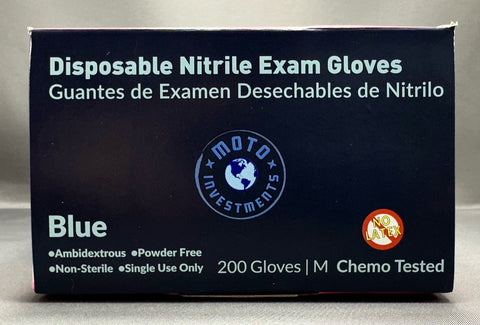 Disposable Nitrile Exam Gloves
Guantes de Examen Desechables de Nitrilo
MOTO
INVESTMENTS
Blue
NO
LATEX
•Ambidextrous •Powder Free
•Non-Sterile •Single Use Only
200 Gloves | M Chemo Tested